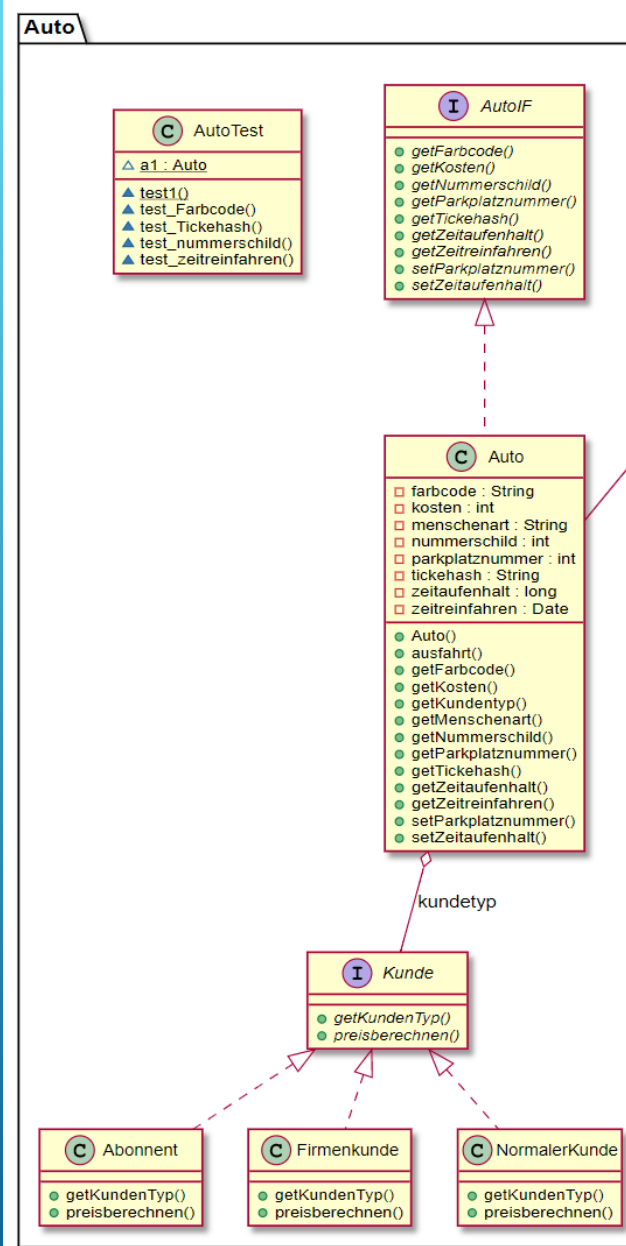 Auto
C AutoTest
a1 : Auto
test1()
test_Farbcode()
test_Tickehash()
test_nummerschild()
test_zeitreinfahren()
I AutoIF
getFarbcode()
getKosten()
getNummerschild()
getParkplatznummer()
getTickehash()
getZeitaufenhalt()
getZeitreinfahren()
setParkplatznummer()
setZeitaufenhalt()
C Auto
farbcode : String
kosten : int
menschenart : String
nummerschild : int
parkplatznummer : int
tickehash : String
zeitaufenhalt : long
zeitreinfahren : Date
Auto()
ausfahrt()
getFarbcode()
getKosten()
getKundentyp()
getMenschenart()
getNummerschild()
getParkplatznummer()
getTickehash()
getZeitaufenhalt()
getZeitreinfahren()
setParkplatznummer()
setZeitaufenhalt()
kundetyp
I Kunde
getKundenTyp()
preisberechnen()
C Abonnent
getKundenTyp()
preisberechnen()
C Firmenkunde
getKundenTyp()
preisberechnen()
C NormalerKunde
getKundenTyp()
preisberechnen()